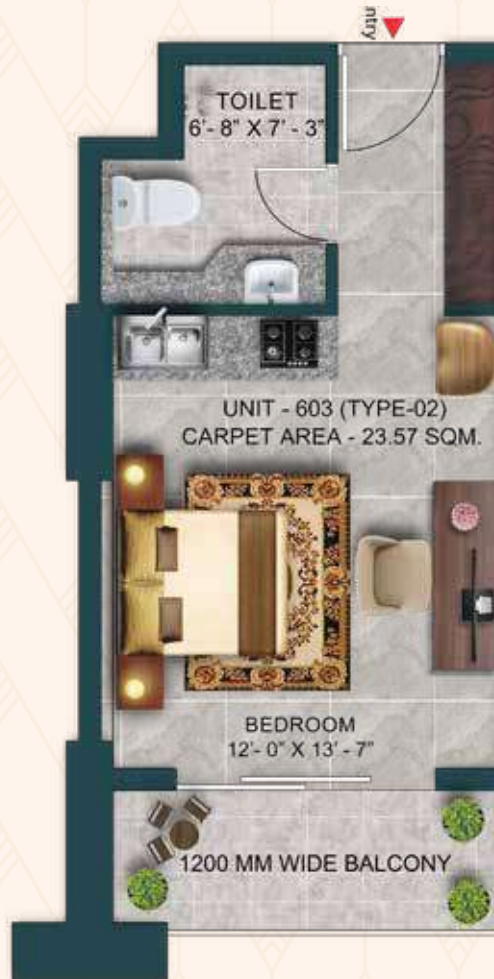 ntry
TOILET
6'- 8" X 7' - 3"
UNIT - 603 (TYPE-02)
CARPET AREA - 23.57 SQM.
BEDROOM
12'- 0" X 13' - 7"
1200 MM WIDE BALCONY